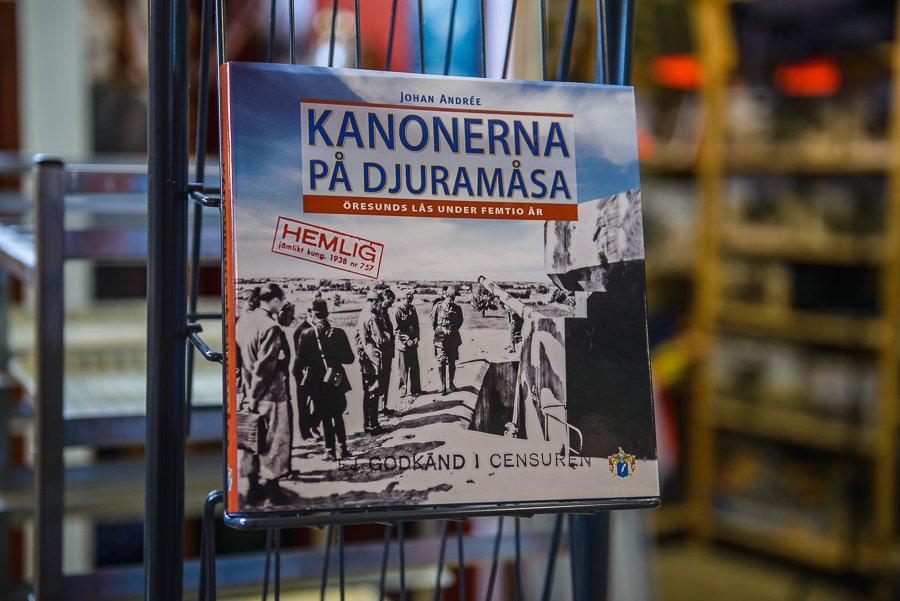 JOHAN ANDRÉE
KANONERNA
PÅ DJURAMÅSA
ÖRESUNDS LÅS UNDER FEMTIO ÅR
HEMLIG
jämlikt kung. 1938 nr 757
EJ GODKÄND I CENSUREN